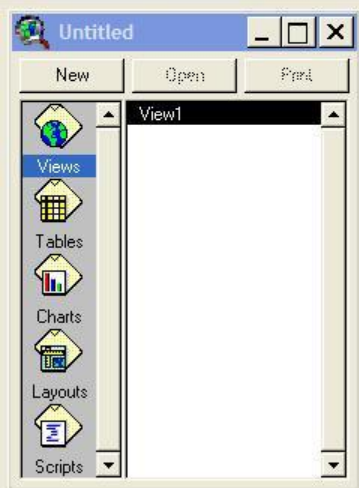 Untitled
New Open Print
View1
Views
Tables
Charts
Layouts
Scripts